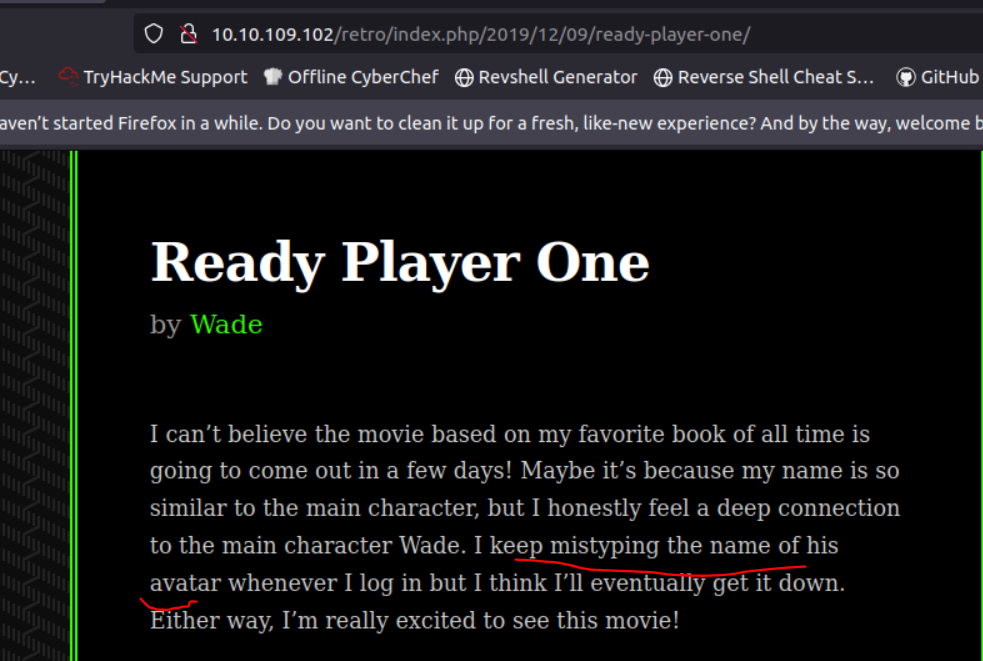 10.10.109.102/retro/index.php/2019/12/09/ready-player-one/
Cy... TryHackMe Support Offline CyberChef Revshell Generator Reverse Shell Cheat S... GitHub
aven't started Firefox in a while. Do you want to clean it up for a fresh, like-new experience? And by the way, welcome b
Ready Player One
by Wade
I can’t believe the movie based on my favorite book of all time is
going to come out in a few days! Maybe it’s because my name is so
similar to the main character, but I honestly feel a deep connection
to the main character Wade. I keep mistyping the name of his
avatar whenever I log in but I think I’ll eventually get it down.
Either way, I’m really excited to see this movie!